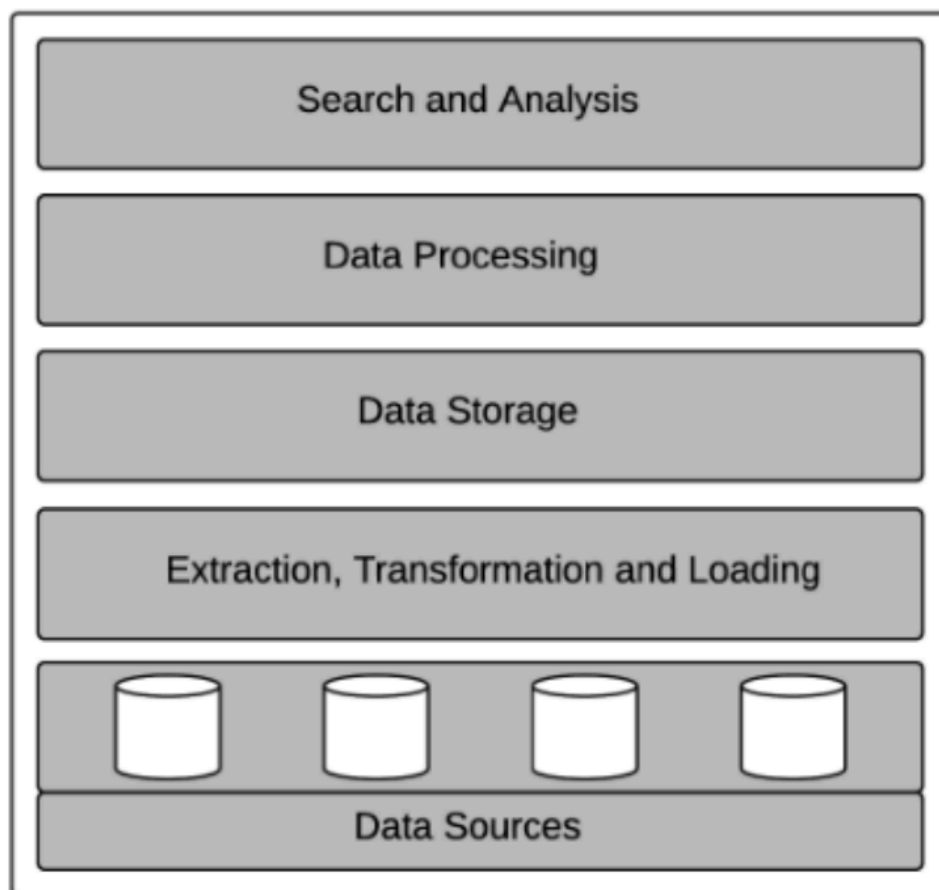 Search and Analysis
Data Processing
Data Storage
Extraction, Transformation and Loading
Data Sources